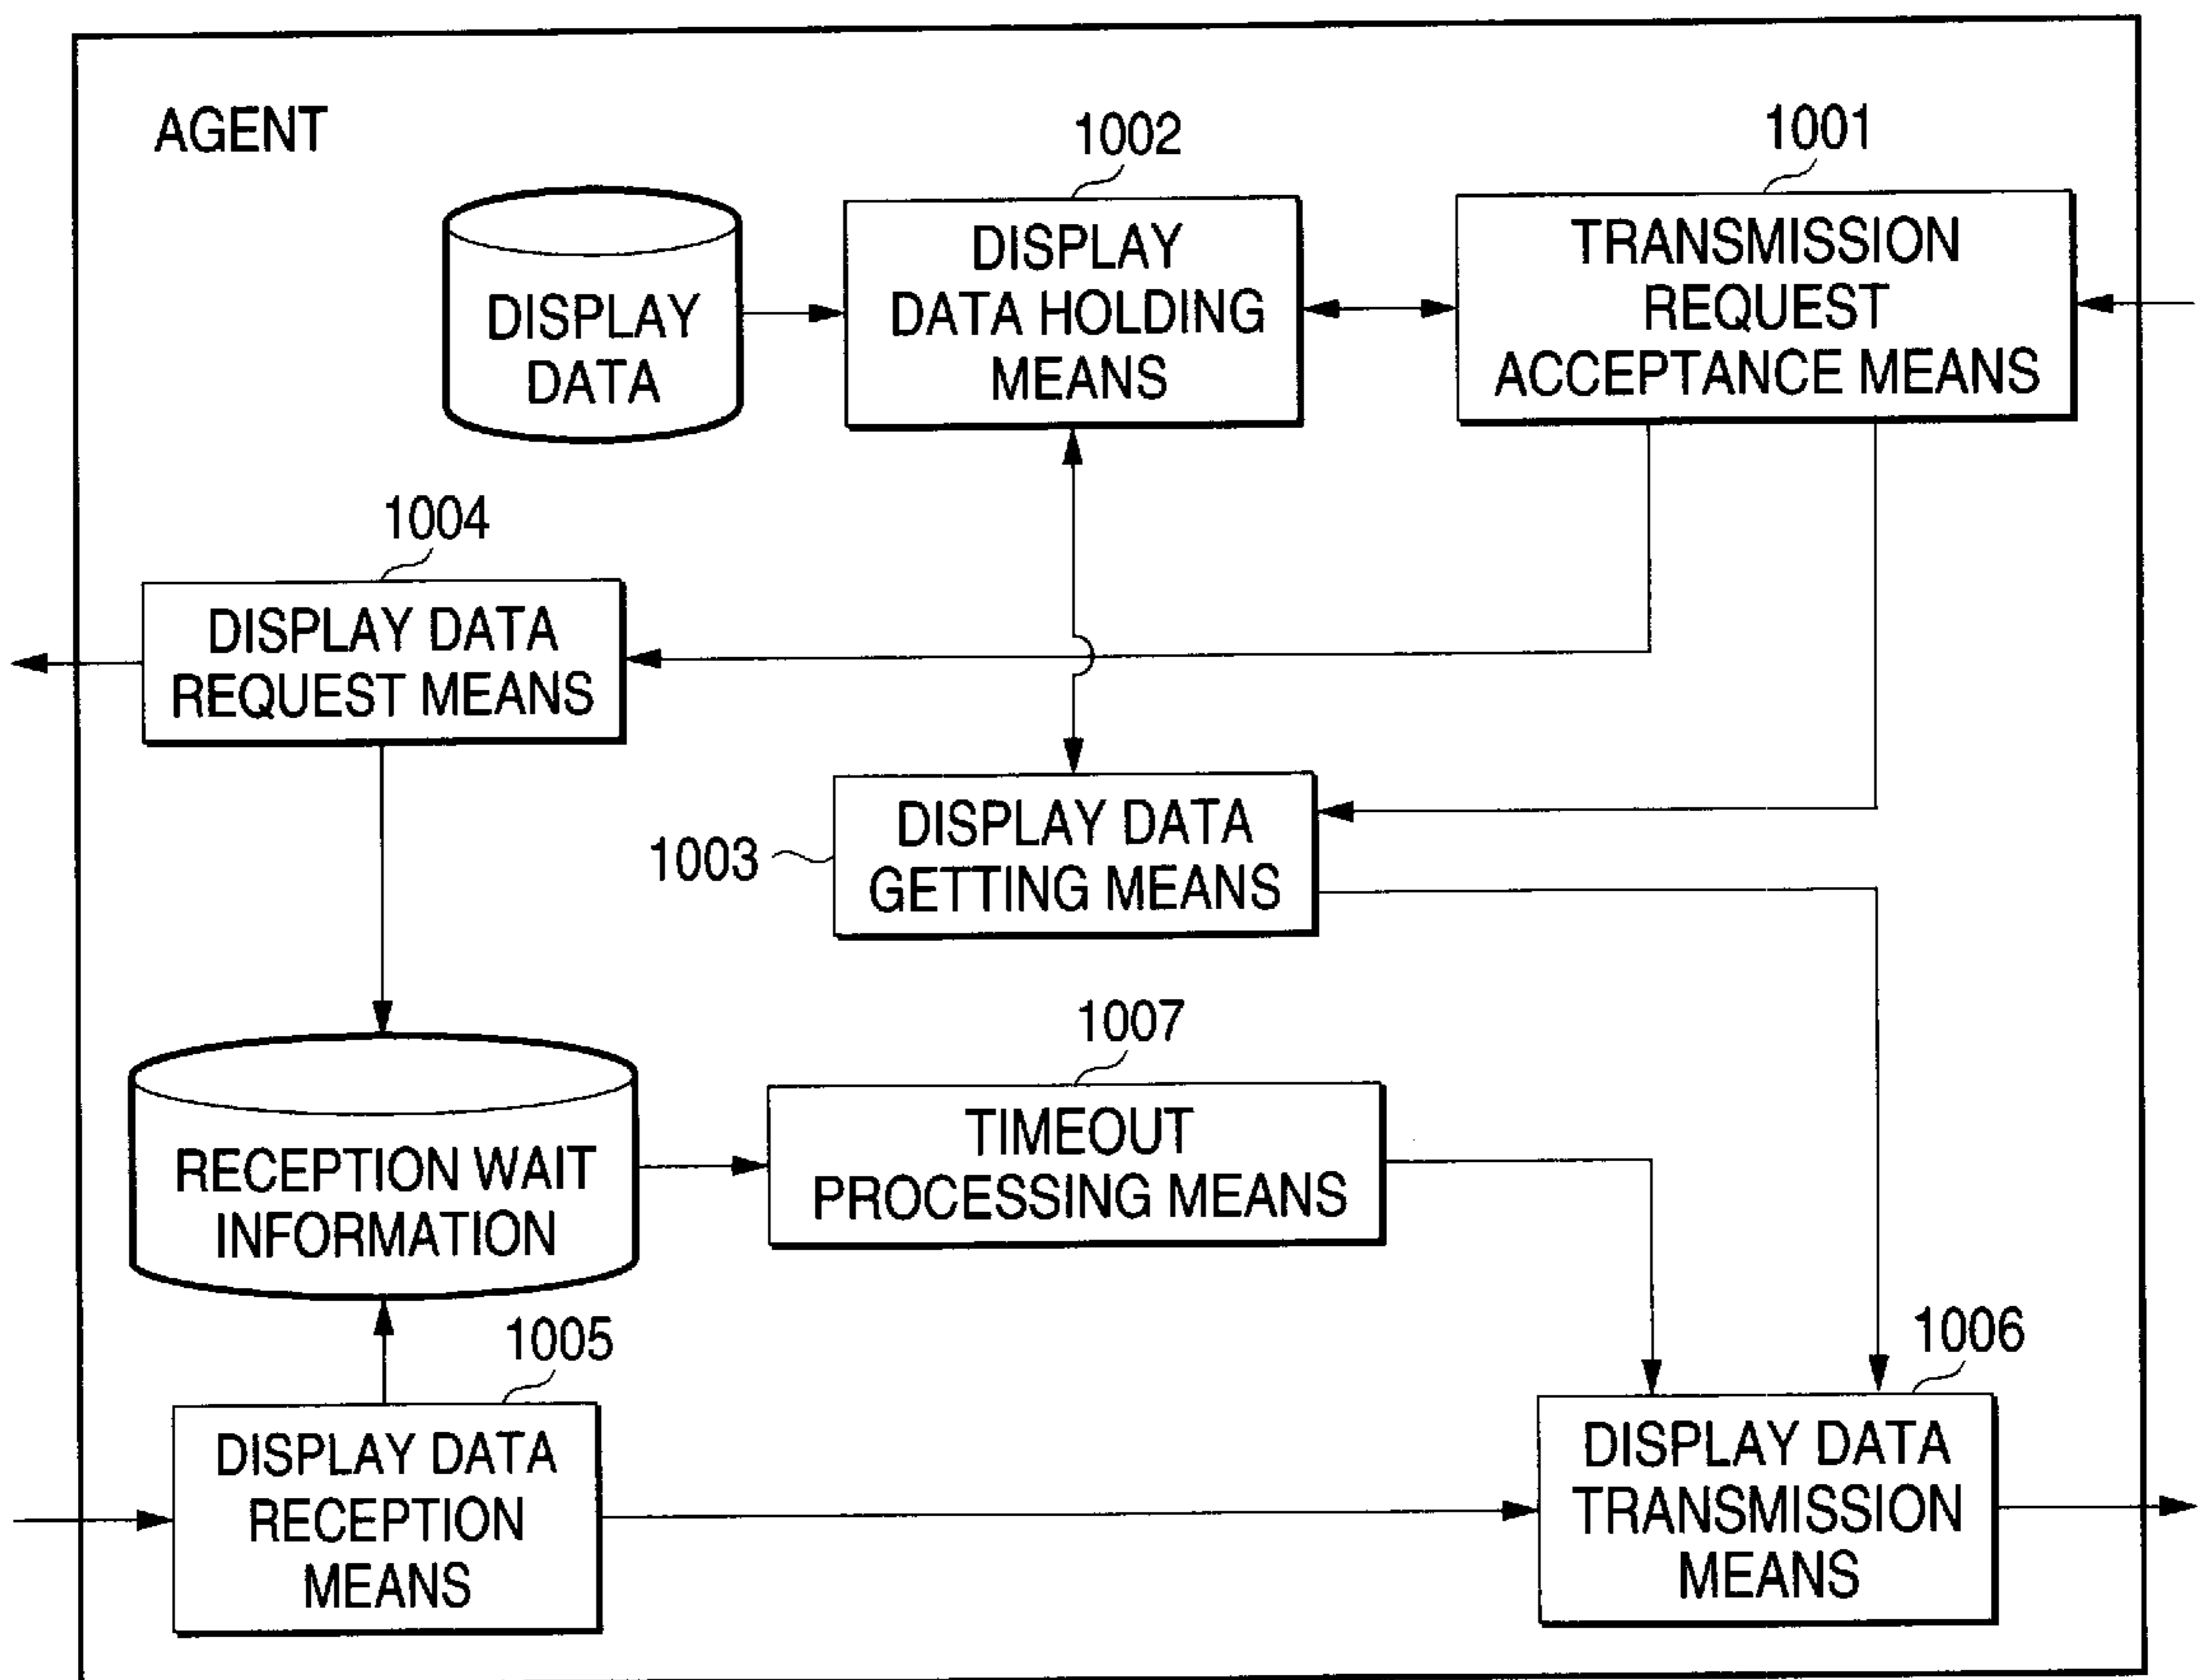 AGENT
1002
1001
DISPLAY
DATA
DISPLAY
DATA HOLDING
MEANS
TRANSMISSION
REQUEST
ACCEPTANCE MEANS
1004
DISPLAY DATA
REQUEST MEANS
1003
DISPLAY DATA
GETTING MEANS
1007
RECEPTION WAIT
INFORMATION
TIMEOUT
PROCESSING MEANS
1005
1006
DISPLAY DATA
RECEPTION
MEANS
DISPLAY DATA
TRANSMISSION
MEANS